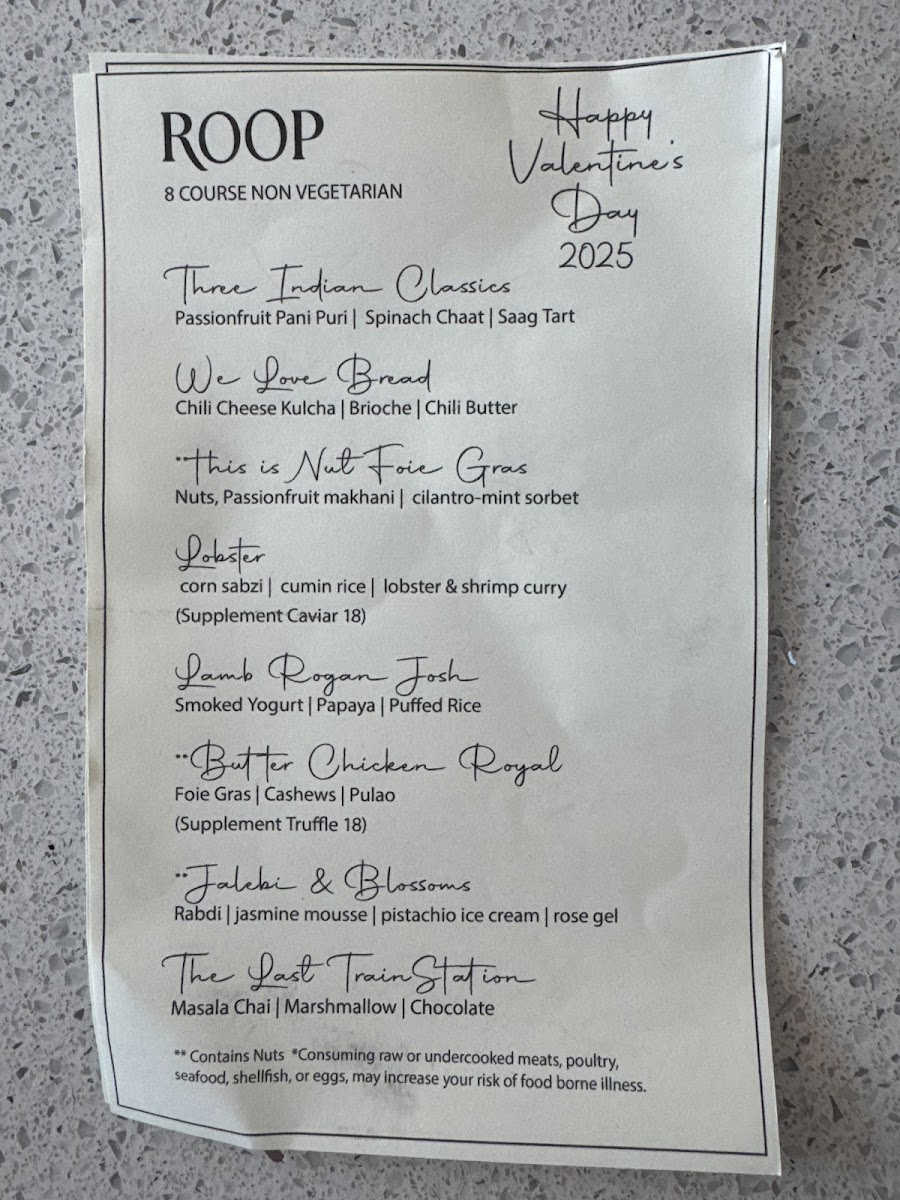 ROOP
8 COURSE NON VEGETARIAN
Happy
Valentine's
Day
2025
Three Indian Classics
Passionfruit Pani Puri | Spinach Chaat | Saag Tart
We Love Bread
Chili Cheese Kulcha | Brioche | Chili Butter
**This is Nut Foie Gras
Nuts, Passionfruit makhani | cilantro-mint sorbet
Lobster
corn sabzi | cumin rice | lobster & shrimp curry
(Supplement Caviar 18)
Lamb Rogan Josh
Smoked Yogurt | Papaya | Puffed Rice
**Butter Chicken Royal
Foie Gras | Cashews | Pulao
(Supplement Truffle 18)
**Jalebi & Blossoms
Rabdi | jasmine mousse | pistachio ice cream | rose gel
The Last Train Station
Masala Chai | Marshmallow | Chocolate
** Contains Nuts *Consuming raw or undercooked meats, poultry,
seafood, shellfish, or eggs, may increase your risk of food borne illness.